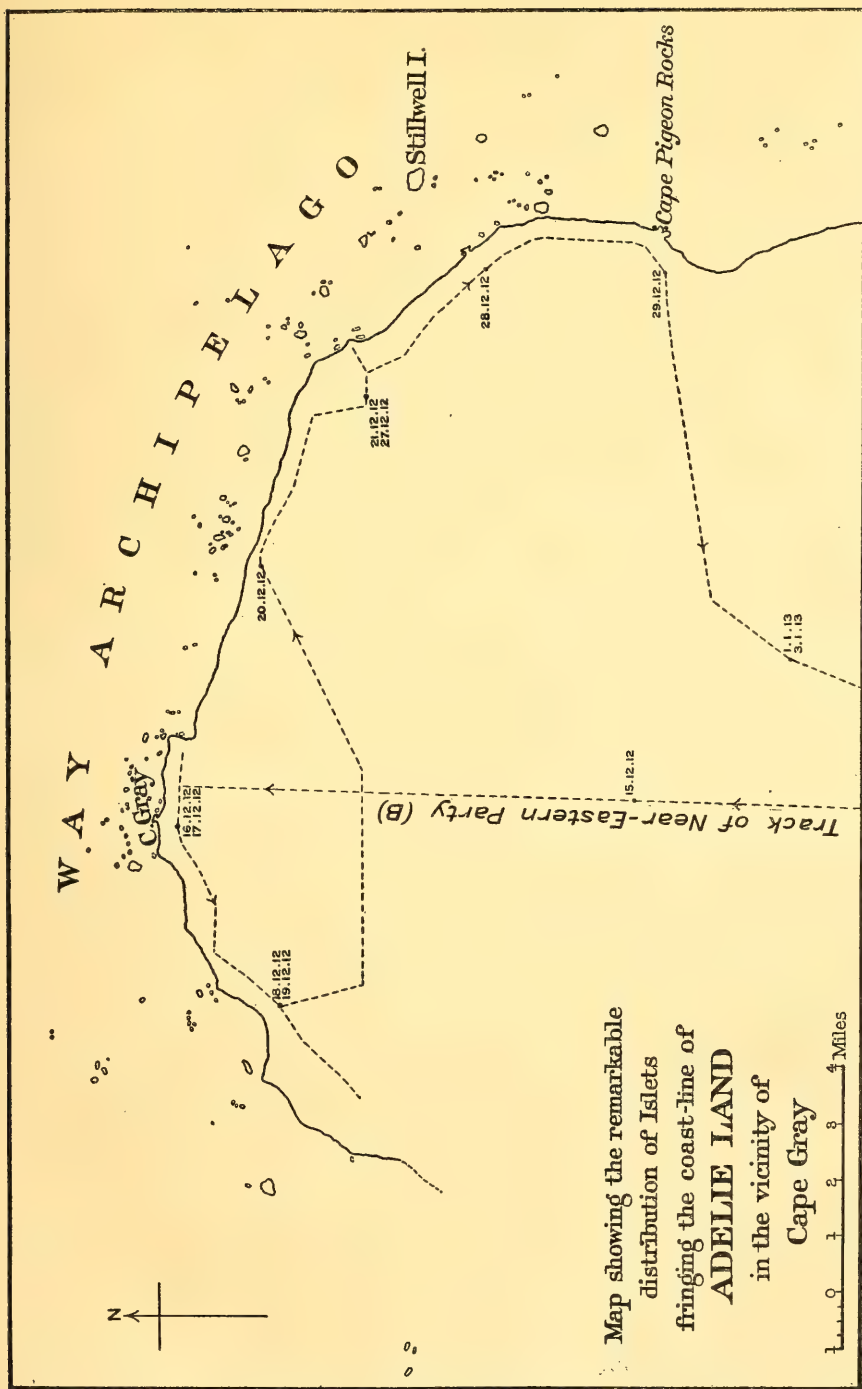 WAY ARCHIPELAGO
C. Gray
Stillwell I.
16.12.12
17.12.12
18.12.12
19.12.12
20.12.12
21.12.12
27.12.12
28.12.12
Cape Pigeon Rocks
29.12.12
15.12.12
Track of Near-Eastern Party (B)
1.1.13
3.1.13
N
Map showing the remarkable
distribution of Islets
fringing the coast-line of
ADELIE LAND
in the vicinity of
Cape Gray
1 0 1 2 3 4 Miles